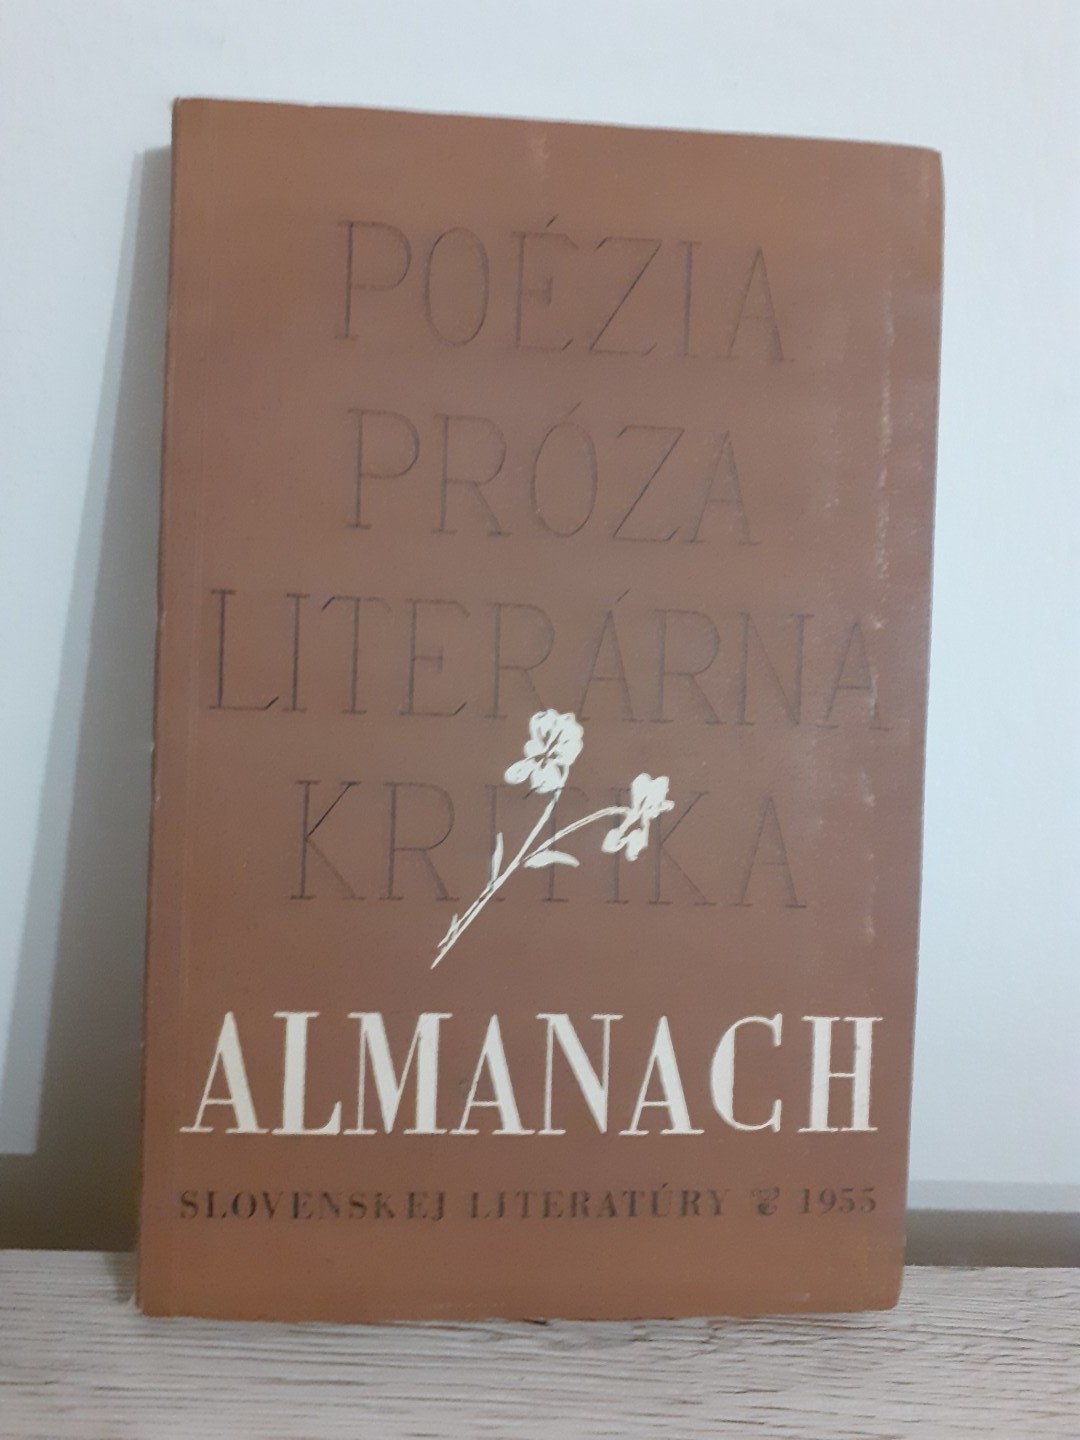 POÉZIA
PRÓZA
LITERÁRNA
KRITIKA
ALMANACH
SLOVENSKEJ LITERATÚRY 1955